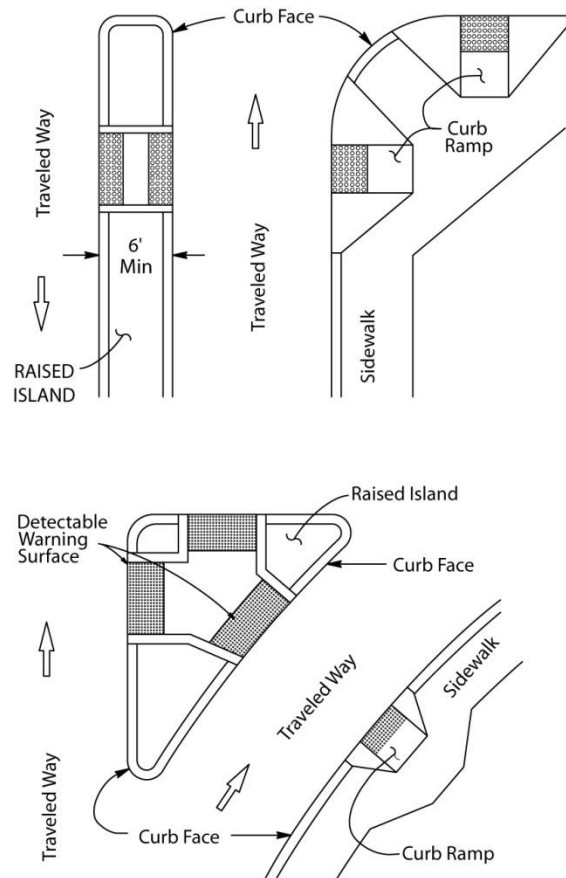 Curb Face
Traveled Way
Curb
Ramp
6'
Min
Traveled Way
Sidewalk
RAISED
ISLAND
Raised Island
Detectable
Warning
Surface
Curb Face
Sidewalk
Traveled Way
Traveled Way
Curb Face
Curb Ramp